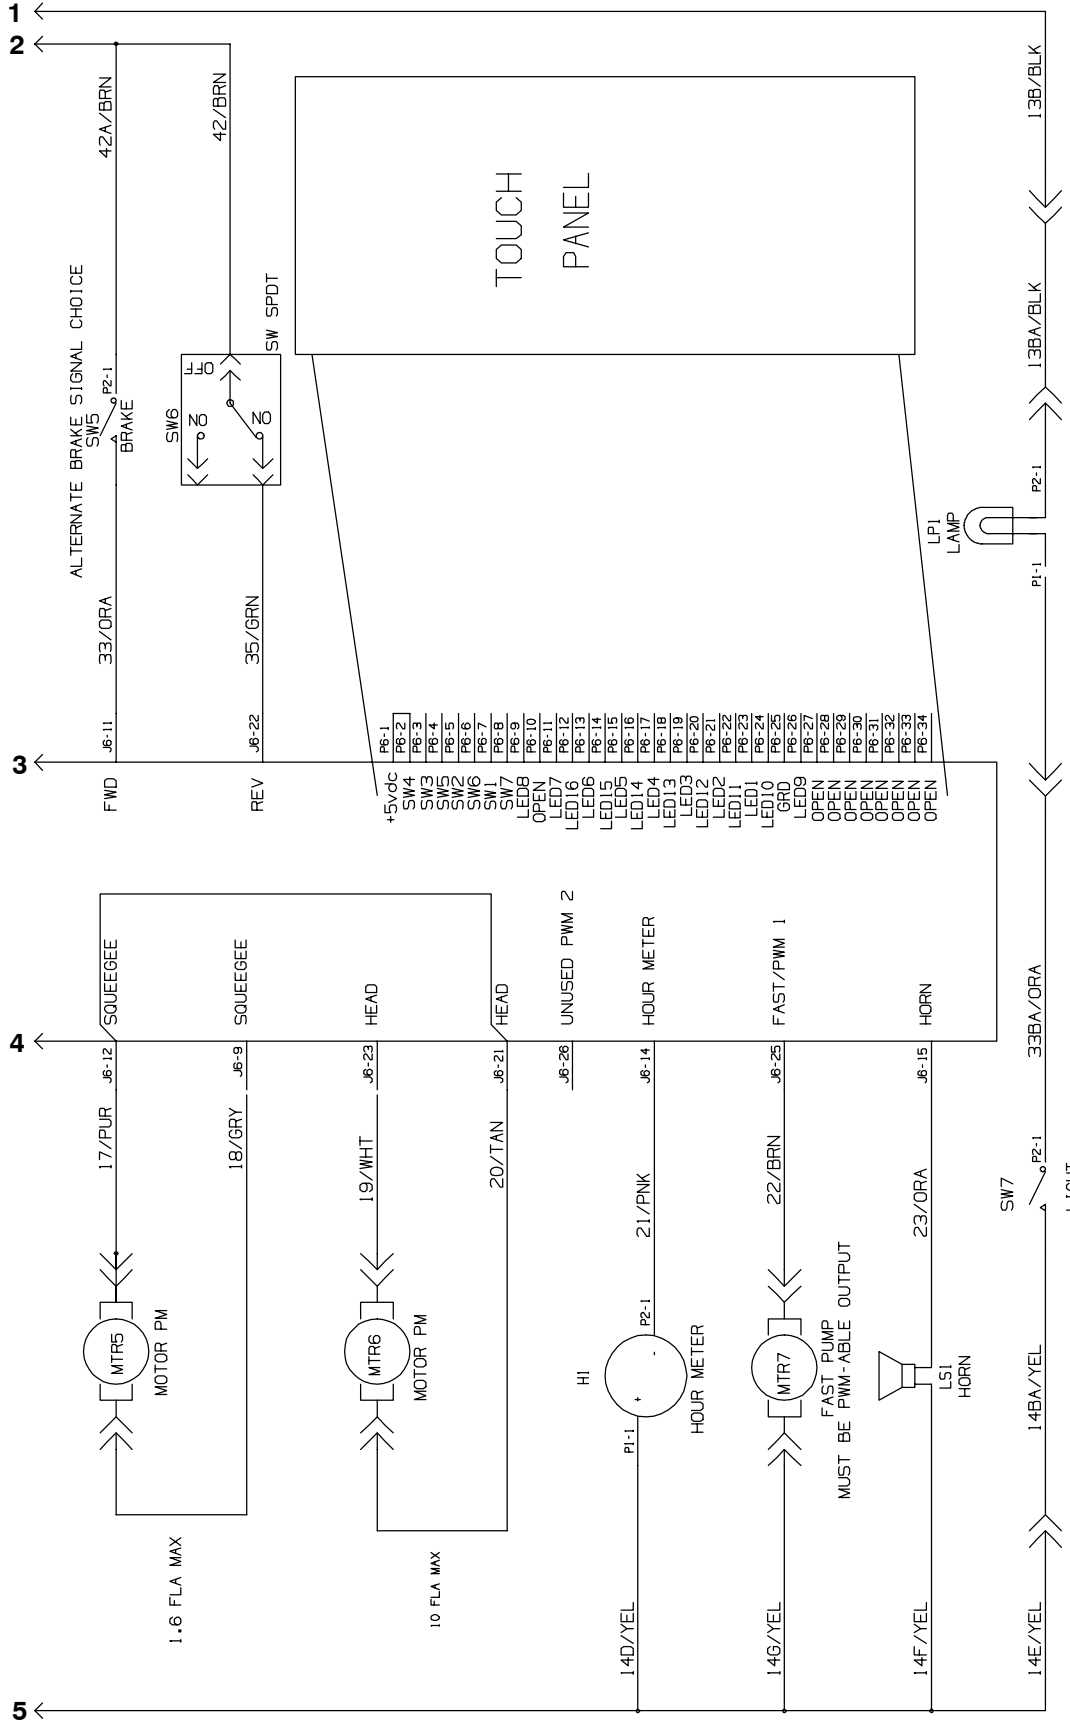 1
2
42A/BRN
42/BRN
13B/BLK
TOUCH
PANEL
ALTERNATE BRAKE SIGNAL CHOICE
SW5
P2-1
BRAKE
SW6
OFF
ON
ON
SW SPDT
13BA/BLK
P2-1
LP1
LAMP
P1-1
33/ORA
35/GRN
J6-11
J6-22
3
FWD
REV
P6-1
P6-2
P6-3
P6-4
P6-5
P6-6
P6-7
P6-8
P6-9
P6-10
P6-11
P6-12
P6-13
P6-14
P6-15
P6-16
P6-17
P6-18
P6-19
P6-20
P6-21
P6-22
P6-23
P6-24
P6-25
P6-26
P6-27
P6-28
P6-29
P6-30
P6-31
P6-32
P6-33
P6-34
+5vdc
SW4
SW3
SW5
SW2
SW6
SW1
SW7
LED8
OPEN
LED7
LED16
LED6
LED15
LED5
LED14
LED4
LED13
LED3
LED12
LED2
LED11
LED1
LED10
GRD
LED9
OPEN
OPEN
OPEN
OPEN
OPEN
OPEN
OPEN
OPEN
SQUEEGEE
SQUEEGEE
HEAD
HEAD
UNUSED PWM 2
HOUR METER
FAST/PWM 1
HORN
33BA/ORA
4
J6-12
J6-9
J6-23
J6-21
J6-26
J6-14
J6-25
J6-15
17/PUR
18/GRY
19/WHT
20/TAN
21/PNK
22/BRN
23/ORA
SW7
P2-1
MTR5
MOTOR PM
MTR6
MOTOR PM
H1
P2-1
-
+
P1-1
HOUR METER
MTR7
FAST PUMP
MUST BE PWM-ABLE OUTPUT
LS1
HORN
14BA/YEL
1.6 FLA MAX
10 FLA MAX
14D/YEL
14G/YEL
14F/YEL
14E/YEL
5